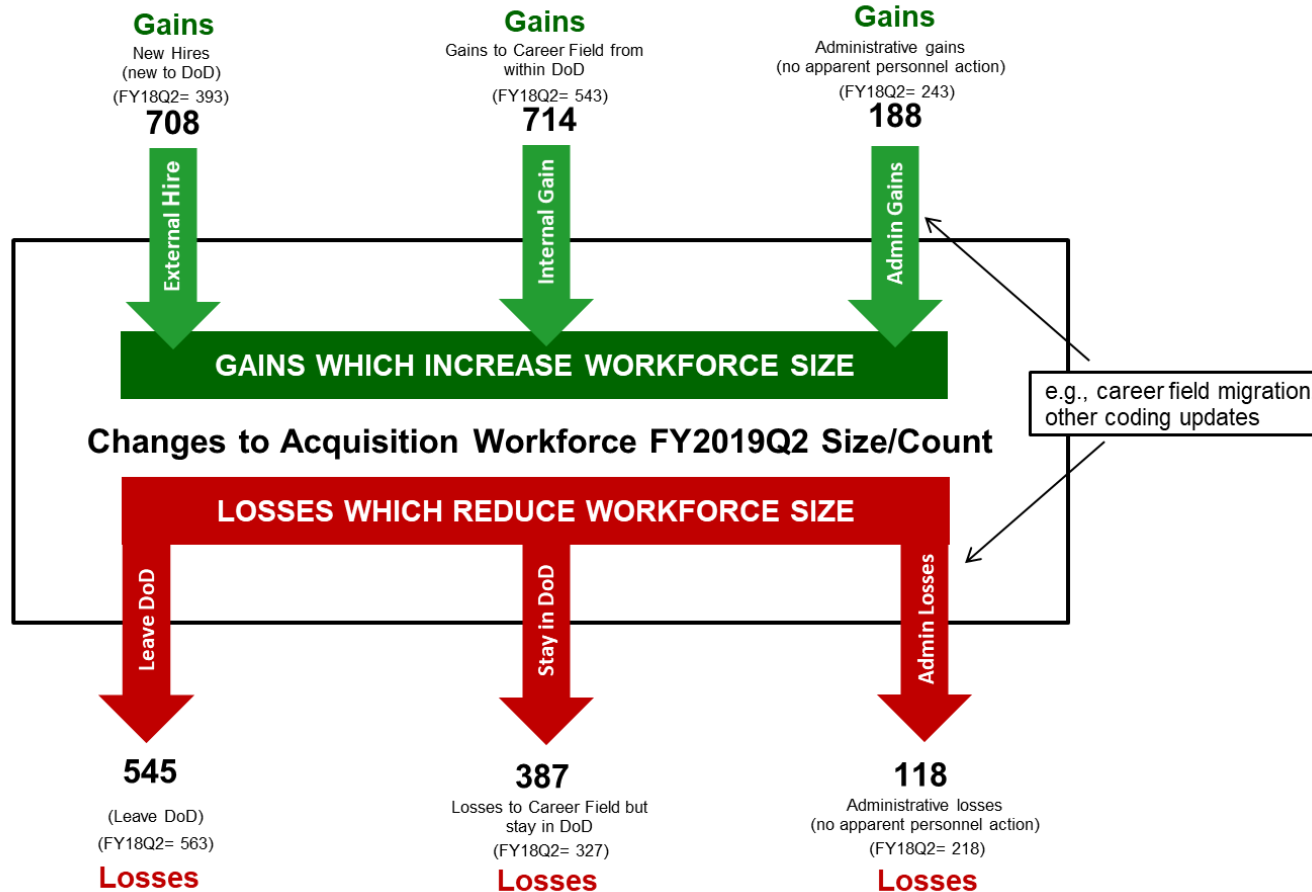 Gains
New Hires
(new to DoD)
(FY18Q2= 393)
708
External Hire
Gains
Gains to Career Field from
within DoD
(FY18Q2= 543)
714
Internal Gain
Gains
Administrative gains
(no apparent personnel action)
(FY18Q2= 243)
188
Admin Gains
GAINS WHICH INCREASE WORKFORCE SIZE
Changes to Acquisition Workforce FY2019Q2 Size/Count
e.g., career field migration
other coding updates
LOSSES WHICH REDUCE WORKFORCE SIZE
Leave DoD
545
(Leave DoD)
(FY18Q2= 563)
Losses
Stay in DoD
387
Losses to Career Field but
stay in DoD
(FY18Q2= 327)
Losses
Admin Losses
118
Administrative losses
(no apparent personnel action)
(FY18Q2= 218)
Losses